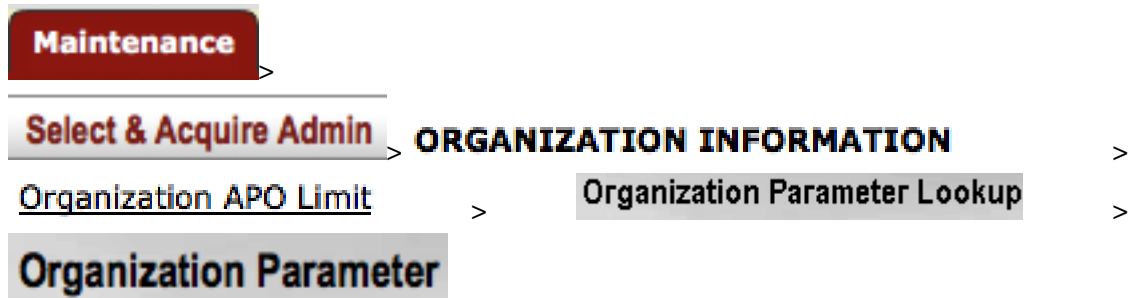 Maintenance >
Select & Acquire Admin > ORGANIZATION INFORMATION >
Organization APO Limit > Organization Parameter Lookup >
Organization Parameter